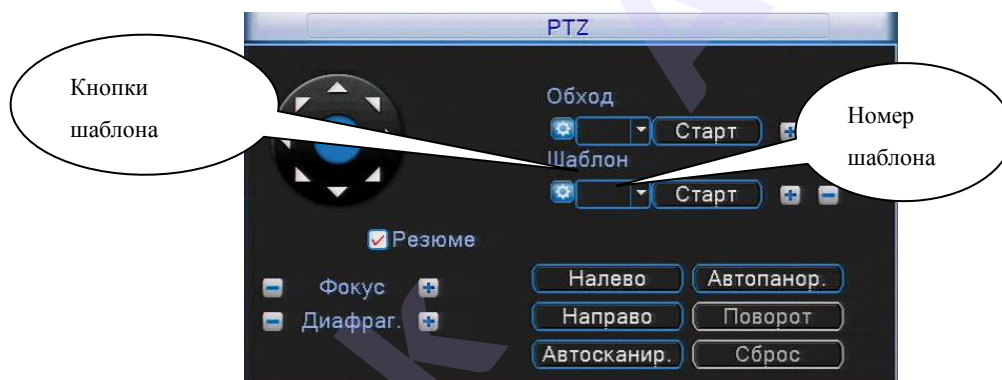 PTZ
Кнопки
шаблона
Обход
Старт
Номер
шаблона
Шаблон
Старт
Резюме
Фокус
Диафраг.
Налево
Автопанор.
Направо
Поворот
Автосканир.
Сброс